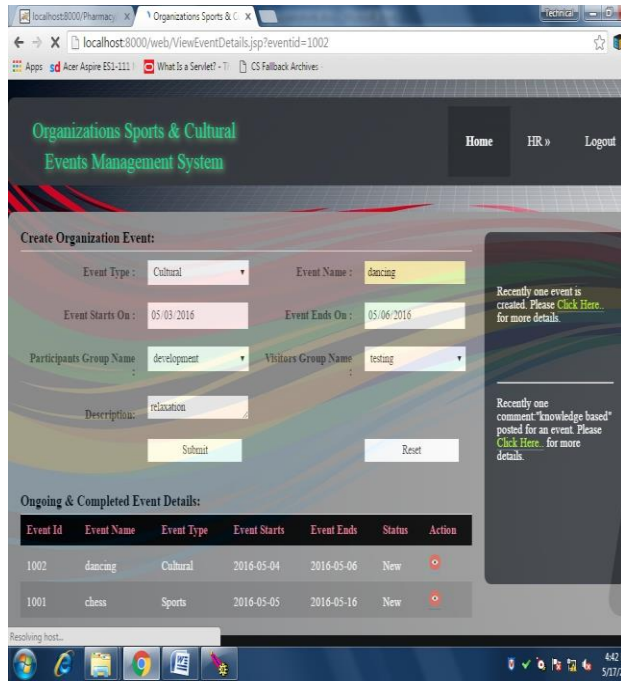 localhost:8000/Pharmacy x
Organizations Sports & C x
Technical
localhost:8000/web/ViewEventDetails.jsp?eventid=1002
Apps sd Acer Aspire ES1-111 What Is a Servlet? - CS Fallback Archives
Organizations Sports & Cultural
Events Management System
Home HR » Logout
Create Organization Event:
Event Type : Cultural Event Name : dancing
Event Starts On : 05/03/2016 Event Ends On : 05/06/2016
Participants Group Name : development Visitors Group Name : testing
Description: relaxation
Submit Reset
Recently one event is
created. Please Click Here..
for more details.
Recently one
comment:"knowledge based"
posted for an event. Please
Click Here.. for more
details.
Ongoing & Completed Event Details:
Event Id Event Name Event Type Event Starts Event Ends Status Action
1002 dancing Cultural 2016-05-04 2016-05-06 New
1001 chess Sports 2016-05-05 2016-05-16 New
Resolving host...
4:42
5/17/